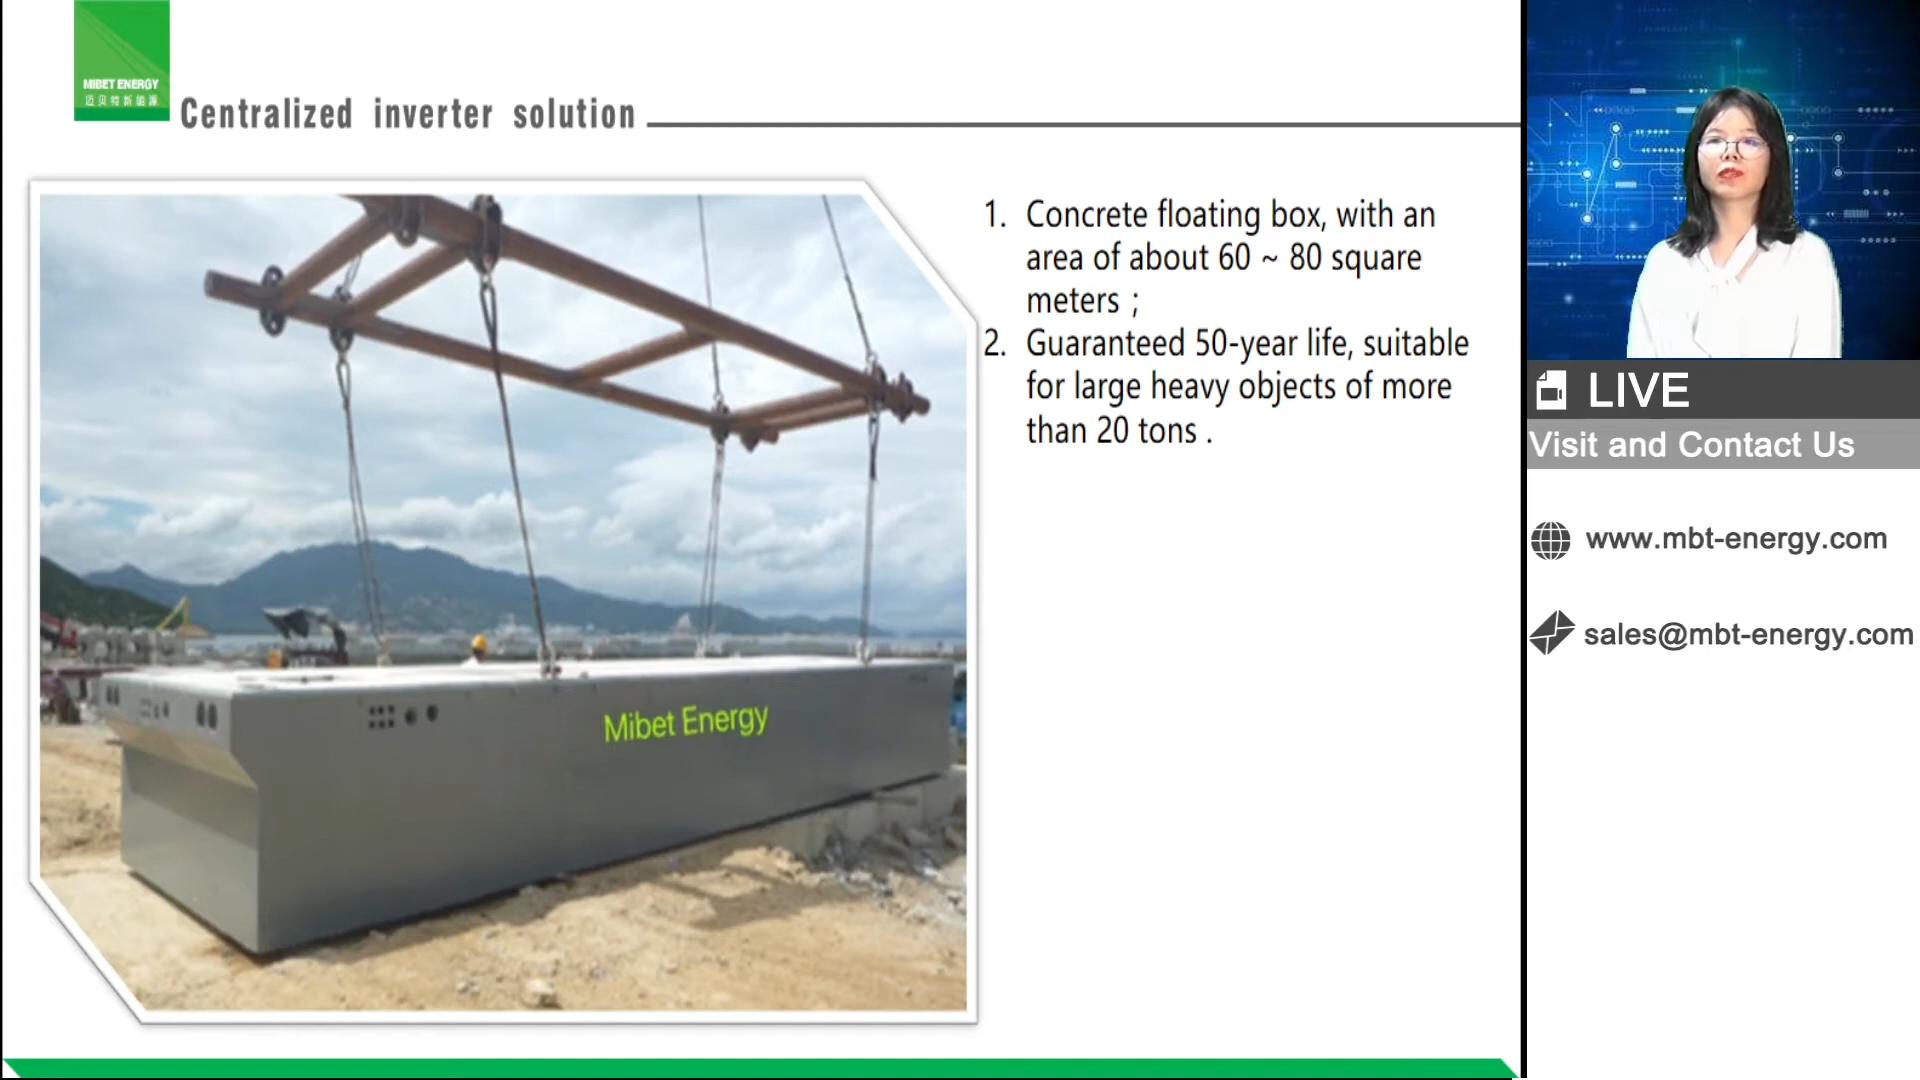 MIBET ENERGY
迈贝特新能源
Centralized inverter solution
1. Concrete floating box, with an
area of about 60 ~ 80 square
meters ;
2. Guaranteed 50-year life, suitable
for large heavy objects of more
than 20 tons .
Mibet Energy
LIVE
Visit and Contact Us
www.mbt-energy.com
sales@mbt-energy.com